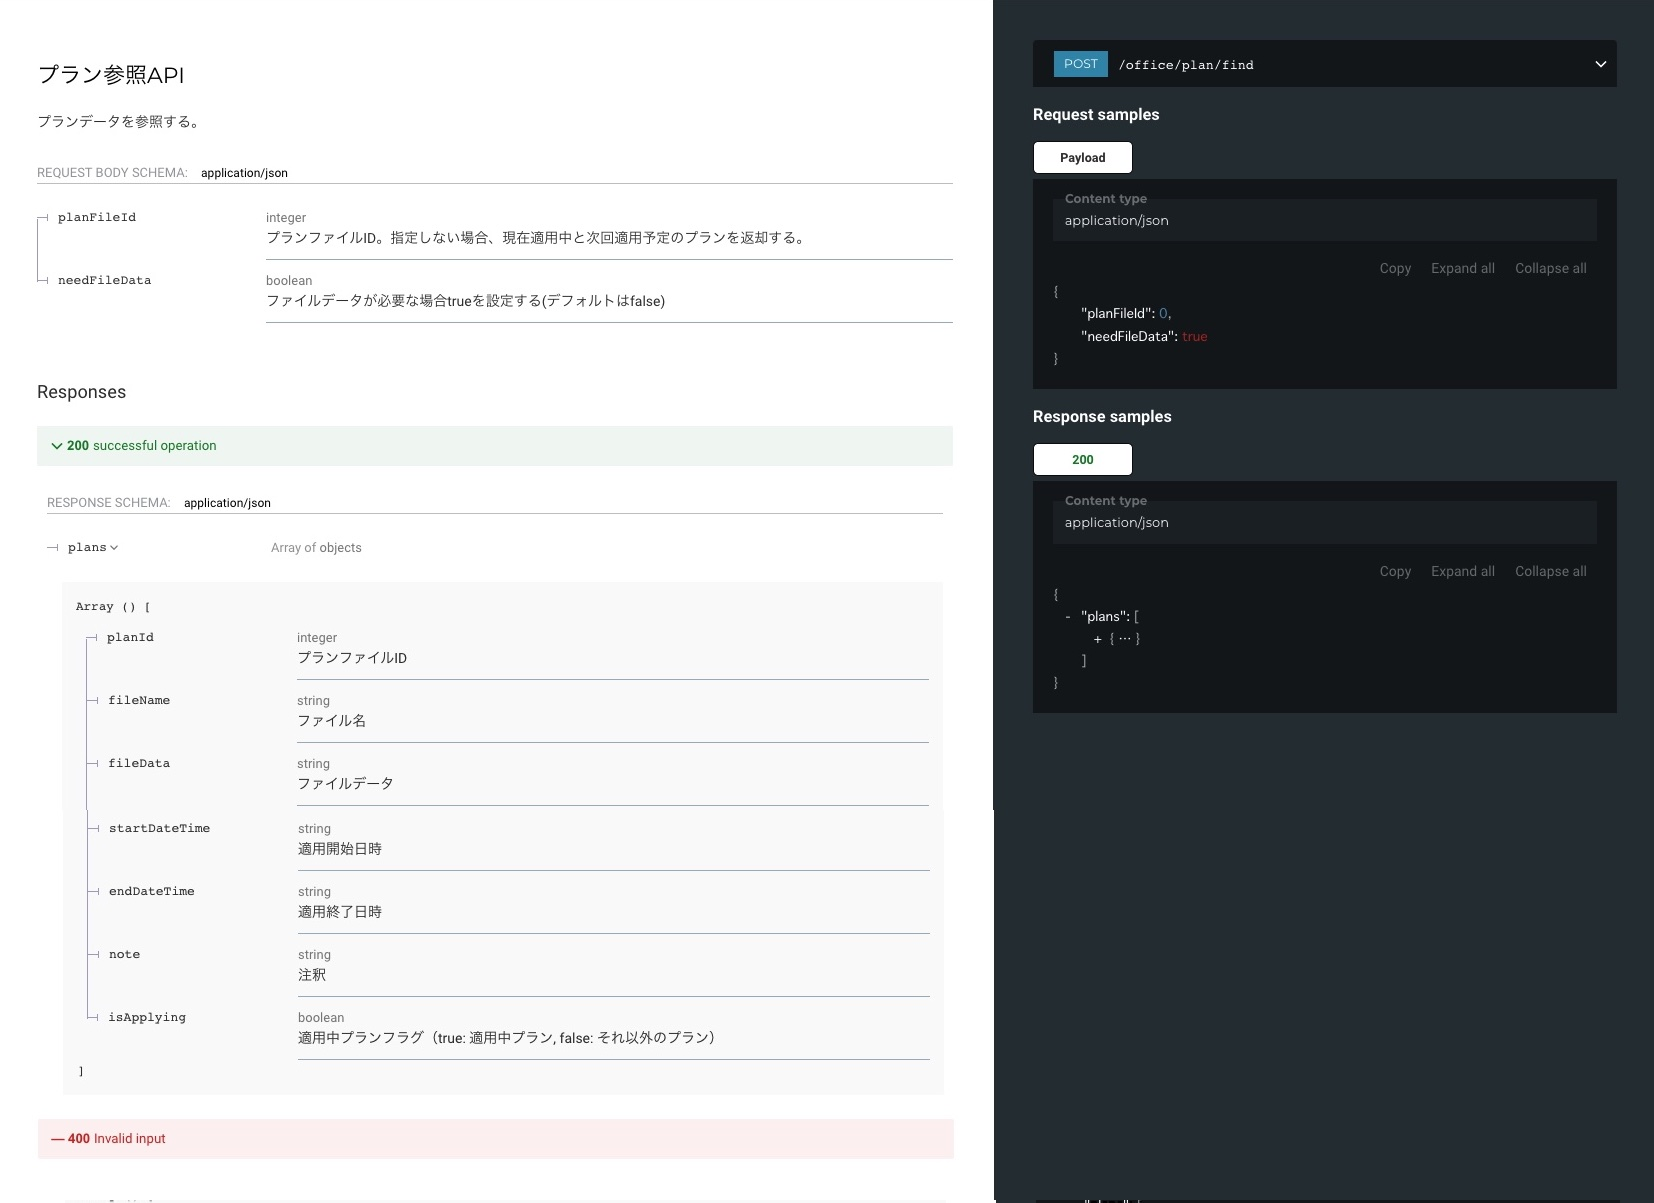 プラン参照API
プランデータを参照する。
REQUEST BODY SCHEMA: application/json
planFileId
integer
プランファイルID。指定しない場合、現在適用中と次回適用予定のプランを返却する。
needFileData
boolean
ファイルデータが必要な場合trueを設定する(デフォルトはfalse)
Responses
200 successful operation
RESPONSE SCHEMA: application/json
plans
Array of objects
Array () [
planId
integer
プランファイルID
fileName
string
ファイル名
fileData
string
ファイルデータ
startDateTime
string
適用開始日時
endDateTime
string
適用終了日時
note
string
注釈
isApplying
boolean
適用中プランフラグ（true: 適用中プラン, false: それ以外のプラン）
]
— 400 Invalid input
POST /office/plan/find
Request samples
Payload
Content type
application/json
Copy Expand all Collapse all
{
"planFileId": 0,
"needFileData": true
}
Response samples
200
Content type
application/json
Copy Expand all Collapse all
{
- "plans": [
+ { ... }
]
}